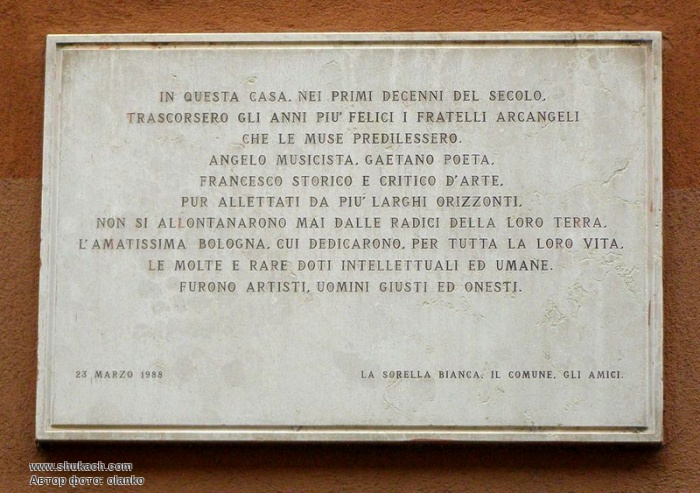 IN QUESTA CASA, NEI PRIMI DECENNI DEL SECOLO,
TRASCORSERO GLI ANNI PIU' FELICI I FRATELLI ARCANGELI
CHE LE MUSE PREDILESSERO.
ANGELO MUSICISTA, GAETANO POETA,
FRANCESCO STORICO E CRITICO D'ARTE,
PUR ALLETTATI DA PIU' LARGHI ORIZZONTI,
NON SI ALLONTANARONO MAI DALLE RADICI DELLA LORO TERRA,
L'AMATISSIMA BOLOGNA, CUI DEDICARONO, PER TUTTA LA LORO VITA,
LE MOLTE E RARE DOTI INTELLETTUALI ED UMANE.
FURONO ARTISTI, UOMINI GIUSTI ED ONESTI.
23 MARZO 1988 LA SORELLA BIANCA, IL COMUNE, GLI AMICI.
www.shukach.com
Автор фото: olanko